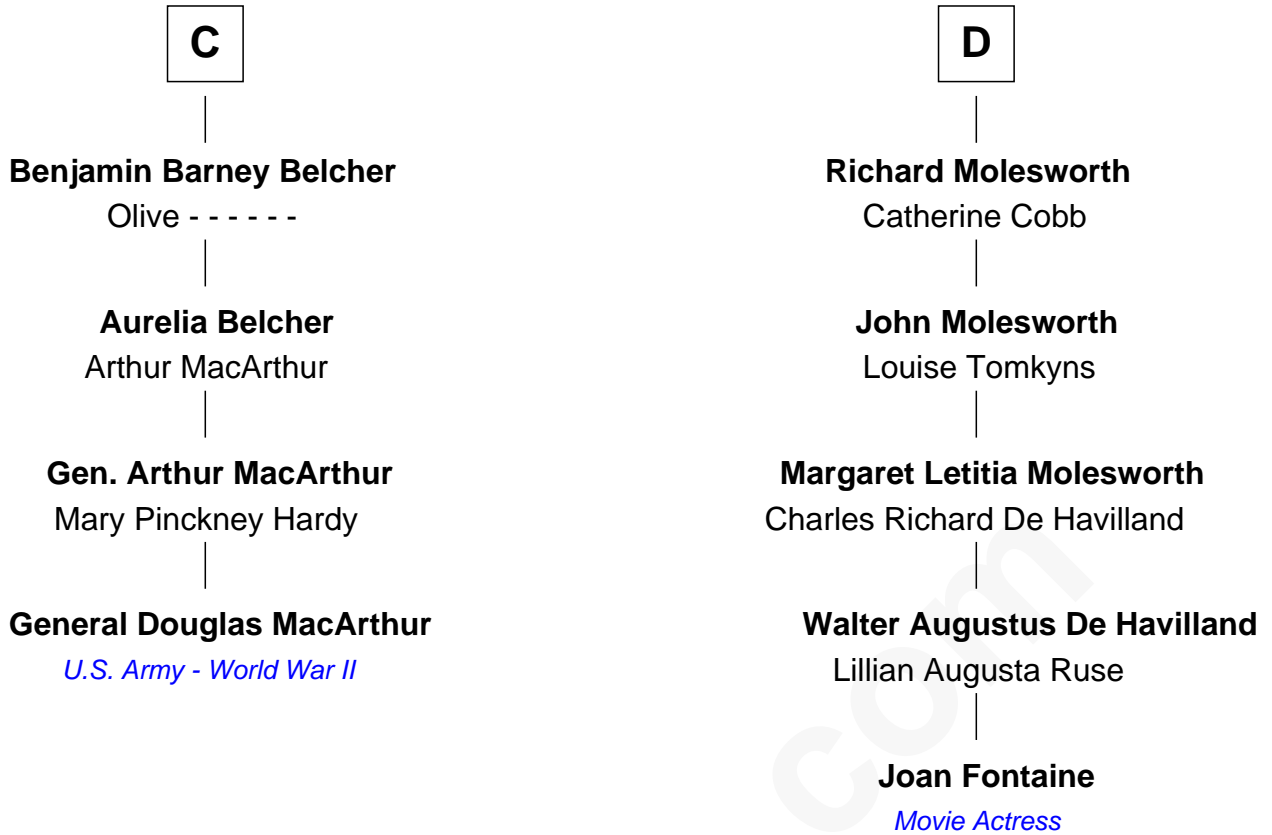 C
Benjamin Barney Belcher
Olive - - - - - -
Aurelia Belcher
Arthur MacArthur
Gen. Arthur MacArthur
Mary Pinckney Hardy
General Douglas MacArthur
U.S. Army - World War II
D
Richard Molesworth
Catherine Cobb
John Molesworth
Louise Tomkyns
Margaret Letitia Molesworth
Charles Richard De Havilland
Walter Augustus De Havilland
Lillian Augusta Ruse
Joan Fontaine
Movie Actress
com